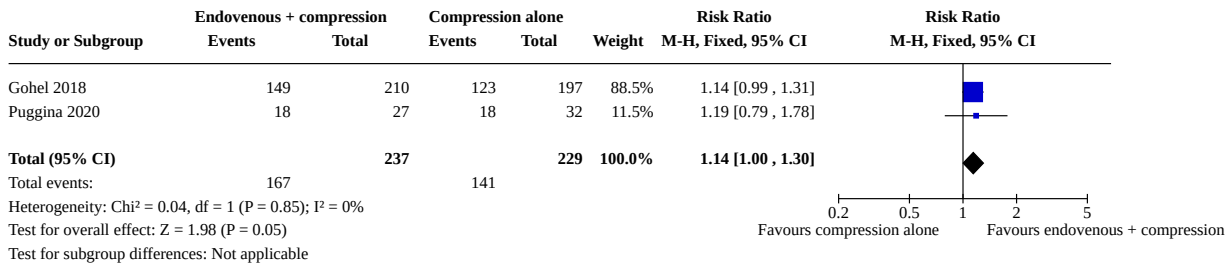 Endovenous + compression Compression alone Risk Ratio Risk Ratio
Study or Subgroup Events Total Events Total Weight M-H, Fixed, 95% CI M-H, Fixed, 95% CI
Gohel 2018 149 210 123 197 88.5% 1.14 [0.99 , 1.31]
Puggina 2020 18 27 18 32 11.5% 1.19 [0.79 , 1.78]
Total (95% CI) 237 229 100.0% 1.14 [1.00 , 1.30]
Total events: 167 141
Heterogeneity: Chi² = 0.04, df = 1 (P = 0.85); I² = 0%
Test for overall effect: Z = 1.98 (P = 0.05)
Test for subgroup differences: Not applicable
0.2 0.5 1 2 5
Favours compression alone Favours endovenous + compression